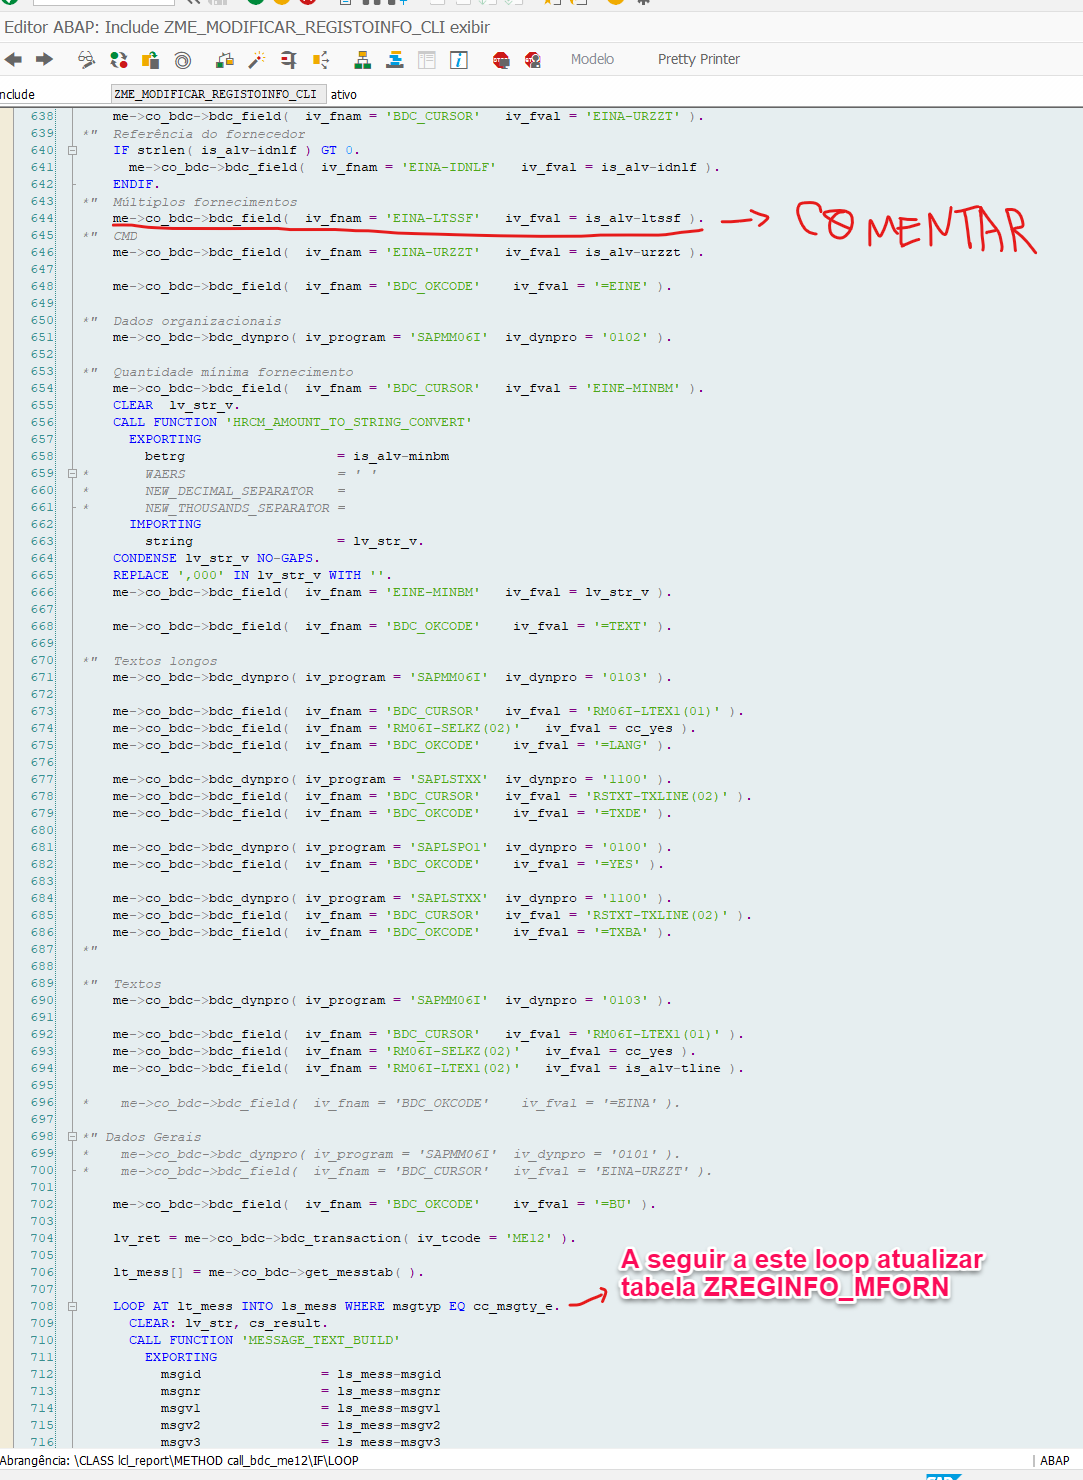 Editor ABAP: Include ZME_MODIFICAR_REGISTOINFO_CLI exibir
Modelo Pretty Printer
nclude ZME_MODIFICAR_REGISTOINFO_CLI ativo
638 me->co_bdc->bdc_field( iv_fnam = 'BDC_CURSOR' iv_fval = 'EINA-URZZT' ).
639 *" Referência do fornecedor
640 IF strlen( is_alv-idnlf ) GT 0.
641 me->co_bdc->bdc_field( iv_fnam = 'EINA-IDNLF' iv_fval = is_alv-idnlf ).
642 ENDIF.
643 *" Múltiplos fornecimentos
644 me->co_bdc->bdc_field( iv_fnam = 'EINA-LTSSF' iv_fval = is_alv-ltssf ). → COMENTAR
645 *" CMD
646 me->co_bdc->bdc_field( iv_fnam = 'EINA-URZZT' iv_fval = is_alv-urzzt ).
647
648 me->co_bdc->bdc_field( iv_fnam = 'BDC_OKCODE' iv_fval = '=EINE' ).
649
650 *" Dados organizacionais
651 me->co_bdc->bdc_dynpro( iv_program = 'SAPMM06I' iv_dynpro = '0102' ).
652
653 *" Quantidade mínima fornecimento
654 me->co_bdc->bdc_field( iv_fnam = 'BDC_CURSOR' iv_fval = 'EINE-MINBM' ).
655 CLEAR lv_str_v.
656 CALL FUNCTION 'HRCM_AMOUNT_TO_STRING_CONVERT'
657 EXPORTING
658 betrg = is_alv-minbm
659 * WAERS = ' '
660 * NEW_DECIMAL_SEPARATOR =
661 * NEW_THOUSANDS_SEPARATOR =
662 IMPORTING
663 string = lv_str_v.
664 CONDENSE lv_str_v NO-GAPS.
665 REPLACE ',000' IN lv_str_v WITH ''.
666 me->co_bdc->bdc_field( iv_fnam = 'EINE-MINBM' iv_fval = lv_str_v ).
667
668 me->co_bdc->bdc_field( iv_fnam = 'BDC_OKCODE' iv_fval = '=TEXT' ).
669
670 *" Textos longos
671 me->co_bdc->bdc_dynpro( iv_program = 'SAPMM06I' iv_dynpro = '0103' ).
672
673 me->co_bdc->bdc_field( iv_fnam = 'BDC_CURSOR' iv_fval = 'RM06I-LTEX1(01)' ).
674 me->co_bdc->bdc_field( iv_fnam = 'RM06I-SELKZ(02)' iv_fval = cc_yes ).
675 me->co_bdc->bdc_field( iv_fnam = 'BDC_OKCODE' iv_fval = '=LANG' ).
676
677 me->co_bdc->bdc_dynpro( iv_program = 'SAPLSTXX' iv_dynpro = '1100' ).
678 me->co_bdc->bdc_field( iv_fnam = 'BDC_CURSOR' iv_fval = 'RSTXT-TXLINE(02)' ).
679 me->co_bdc->bdc_field( iv_fnam = 'BDC_OKCODE' iv_fval = '=TXDE' ).
680
681 me->co_bdc->bdc_dynpro( iv_program = 'SAPLSPO1' iv_dynpro = '0100' ).
682 me->co_bdc->bdc_field( iv_fnam = 'BDC_OKCODE' iv_fval = '=YES' ).
683
684 me->co_bdc->bdc_dynpro( iv_program = 'SAPLSTXX' iv_dynpro = '1100' ).
685 me->co_bdc->bdc_field( iv_fnam = 'BDC_CURSOR' iv_fval = 'RSTXT-TXLINE(02)' ).
686 me->co_bdc->bdc_field( iv_fnam = 'BDC_OKCODE' iv_fval = '=TXBA' ).
687 *"
688
689 *" Textos
690 me->co_bdc->bdc_dynpro( iv_program = 'SAPMM06I' iv_dynpro = '0103' ).
691
692 me->co_bdc->bdc_field( iv_fnam = 'BDC_CURSOR' iv_fval = 'RM06I-LTEX1(01)' ).
693 me->co_bdc->bdc_field( iv_fnam = 'RM06I-SELKZ(02)' iv_fval = cc_yes ).
694 me->co_bdc->bdc_field( iv_fnam = 'RM06I-LTEX1(02)' iv_fval = is_alv-tline ).
695
696 * me->co_bdc->bdc_field( iv_fnam = 'BDC_OKCODE' iv_fval = '=EINA' ).
697
698 *" Dados Gerais
699 * me->co_bdc->bdc_dynpro( iv_program = 'SAPMM06I' iv_dynpro = '0101' ).
700 * me->co_bdc->bdc_field( iv_fnam = 'BDC_CURSOR' iv_fval = 'EINA-URZZT' ).
701
702 me->co_bdc->bdc_field( iv_fnam = 'BDC_OKCODE' iv_fval = '=BU' ).
703
704 lv_ret = me->co_bdc->bdc_transaction( iv_tcode = 'ME12' ).
705
706 lt_mess[] = me->co_bdc->get_messtab( ).
707
A seguir a este loop atualizar
tabela ZREGINFO_MFORN
708 LOOP AT lt_mess INTO ls_mess WHERE msgtyp EQ cc_msgty_e.
709 CLEAR: lv_str, cs_result.
710 CALL FUNCTION 'MESSAGE_TEXT_BUILD'
711 EXPORTING
712 msgid = ls_mess-msgid
713 msgnr = ls_mess-msgnr
714 msgv1 = ls_mess-msgv1
715 msgv2 = ls_mess-msgv2
716 msgv3 = ls_mess-msgv3
Abrangência: \CLASS lcl_report\METHOD call_bdc_me12\IF\LOOP ABAP